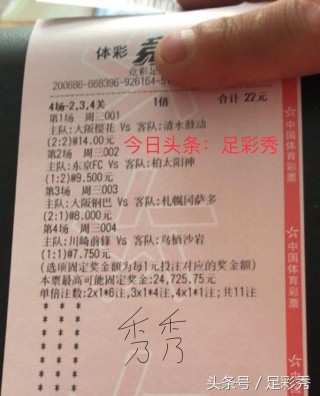 体彩
竞彩足
200686-668396-926164-5
4场-2,3,4关 1倍 合计 22元
第1场 周三001
主队:大阪樱花 Vs 客队:清水鼓动
(2:2)@14.00元
今日头条：足彩秀
第2场 周三002
主队:东京FC Vs 客队:柏太阳神
(1:2)@9.500元
第3场 周三003
主队:大阪钢巴 Vs 客队:札幌冈萨多
(2:1)@8.000元
第4场 周三004
主队:川崎前锋 Vs 客队:鸟栖沙岩
(1:1)@7.750元
(选项固定奖金额为每1元投注对应的奖金额)
本票最高可能固定奖金:24,725.75元
单倍注数:2x1*6注,3x1*4注,4x1*1注;共11注
秀秀
中国体育彩票
中国体育彩票
中国体育彩票
头条号 / 足彩秀